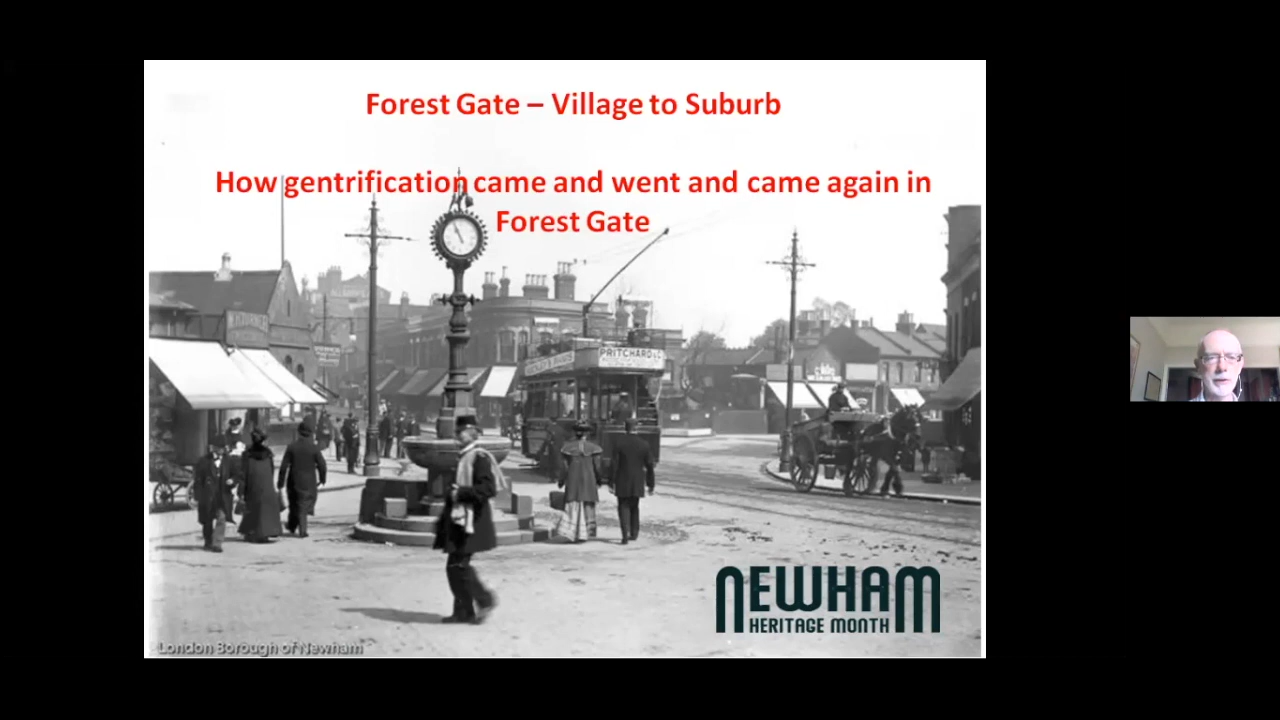 Forest Gate – Village to Suburb
How gentrification came and went and came again in
Forest Gate
PRITCHARD
NEWHAM
HERITAGE MONTH
London Borough of Newham